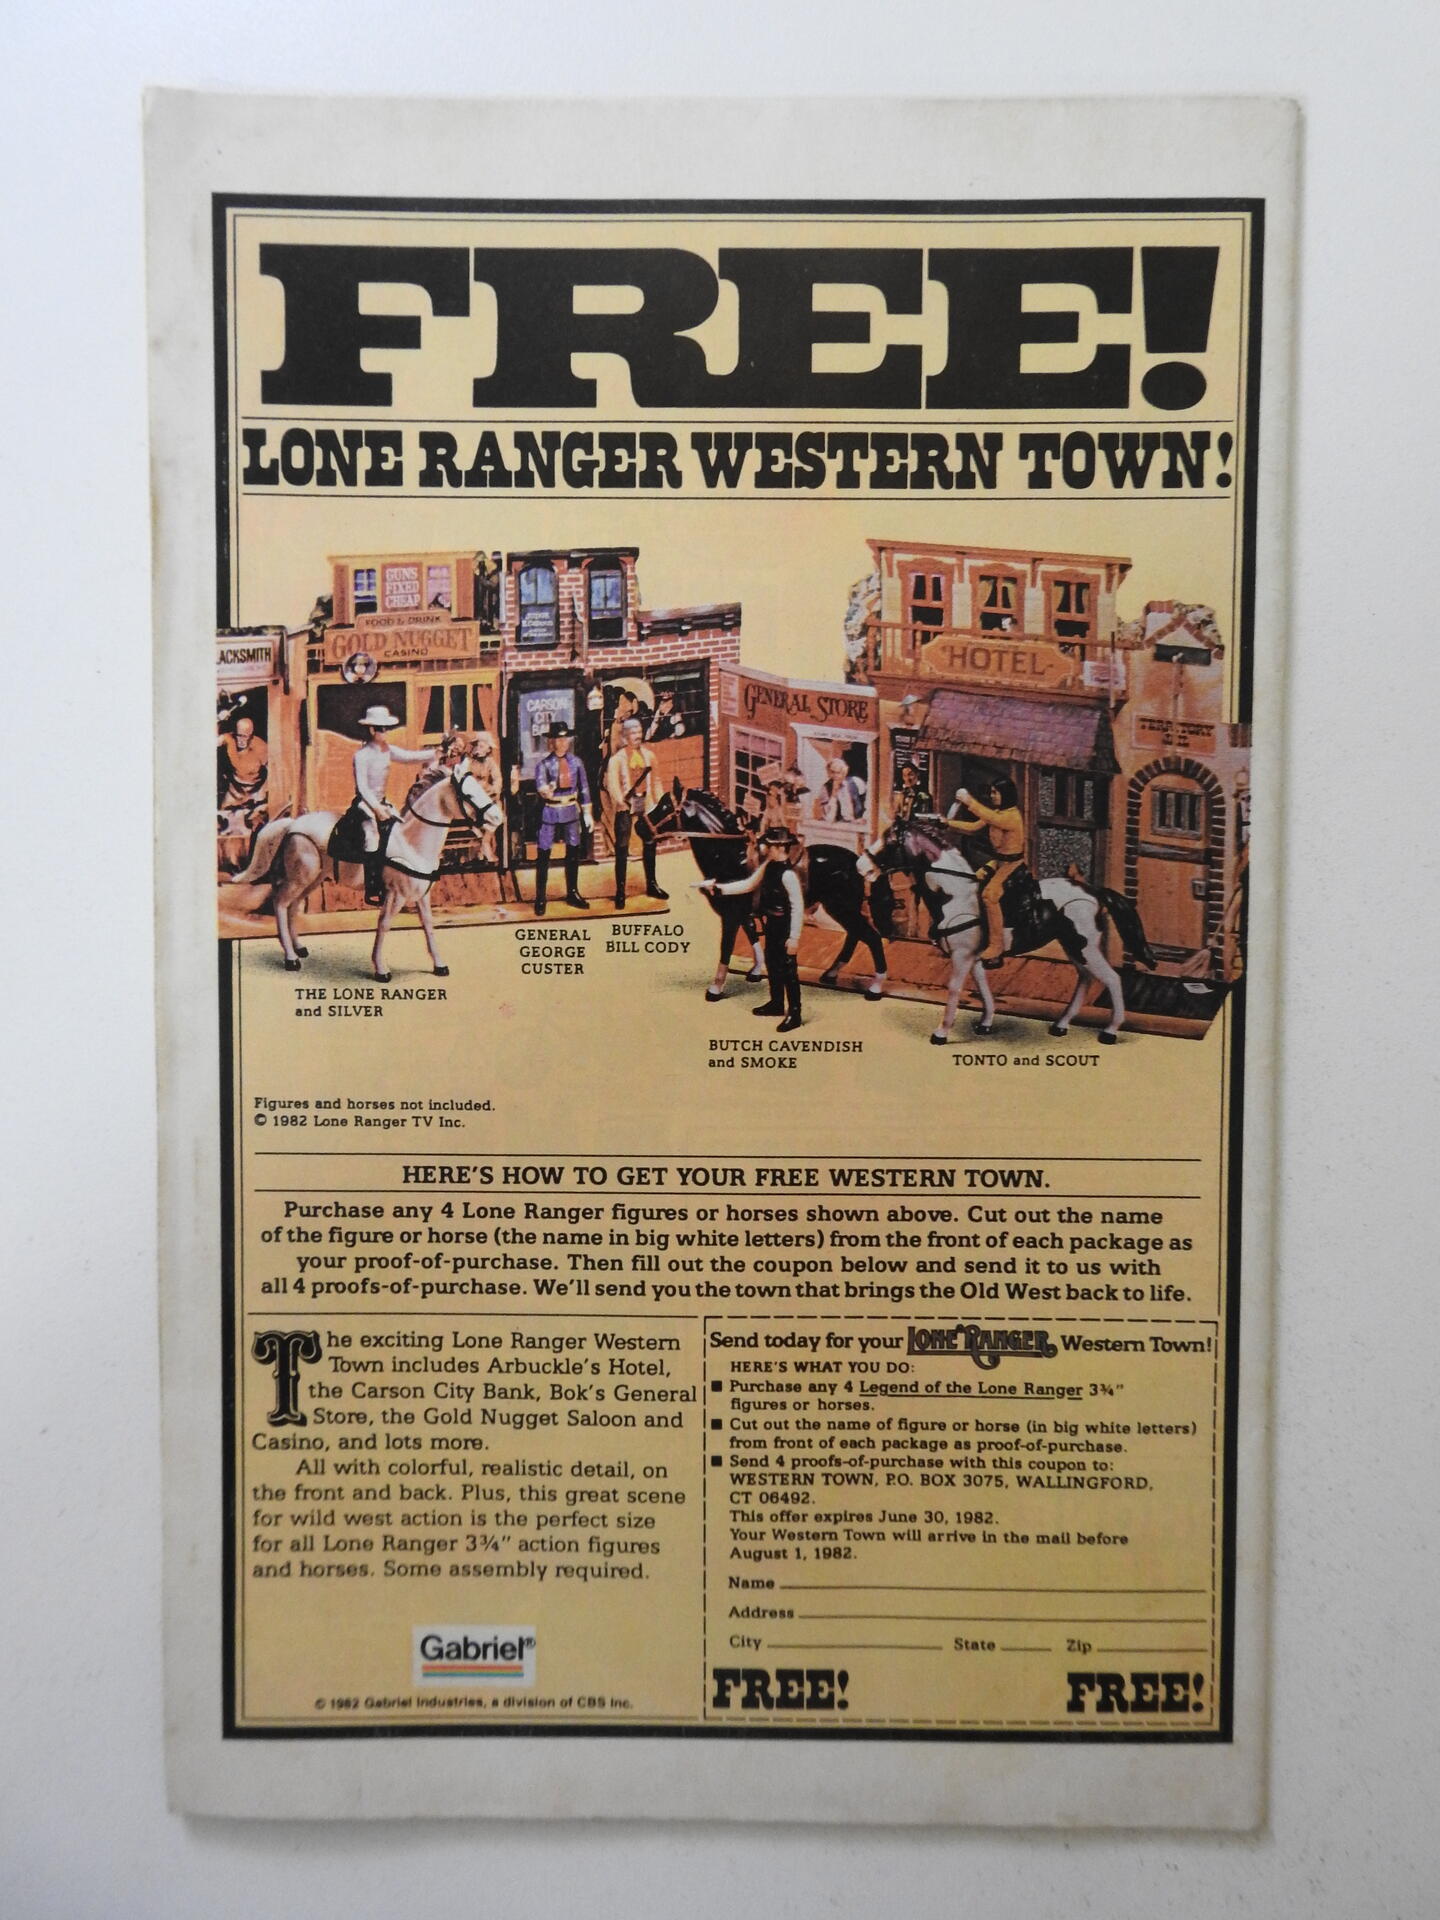 FREE!
LONE RANGER WESTERN TOWN!
GUNS
FIXED
CHEAP
FOOD & DRINK
GOLD NUGGET
CASINO
ACKSMITH
CARSON
CITY
HOTEL
GENERAL STORE
GENERAL
GEORGE
CUSTER
BUFFALO
BILL CODY
THE LONE RANGER
and SILVER
BUTCH CAVENDISH
and SMOKE
TONTO and SCOUT
Figures and horses not included.
© 1982 Lone Ranger TV Inc.
HERE'S HOW TO GET YOUR FREE WESTERN TOWN.
Purchase any 4 Lone Ranger figures or horses shown above. Cut out the name
of the figure or horse (the name in big white letters) from the front of each package as
your proof-of-purchase. Then fill out the coupon below and send it to us with
all 4 proofs-of-purchase. We'll send you the town that brings the Old West back to life.
The exciting Lone Ranger Western
Town includes Arbuckle's Hotel,
the Carson City Bank, Bok's General
Store, the Gold Nugget Saloon and
Casino, and lots more.
All with colorful, realistic detail, on
the front and back. Plus, this great scene
for wild west action is the perfect size
for all Lone Ranger 3¾" action figures
and horses. Some assembly required.
Gabriel®
© 1982 Gabriel Industries, a division of CBS Inc.
Send today for your LONE RANGER Western Town!
HERE'S WHAT YOU DO:
■ Purchase any 4 Legend of the Lone Ranger 3¾"
figures or horses.
■ Cut out the name of figure or horse (in big white letters)
from front of each package as proof-of-purchase.
■ Send 4 proofs-of-purchase with this coupon to:
WESTERN TOWN, P.O. BOX 3075, WALLINGFORD,
CT 06492.
This offer expires June 30, 1982.
Your Western Town will arrive in the mail before
August 1, 1982.
Name
Address
City State Zip
FREE! FREE!